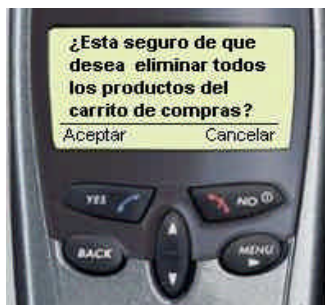 ¿Esta seguro de que
desea eliminar todos
los productos del
carrito de compras?
Aceptar Cancelar
YES NO
BACK MENU